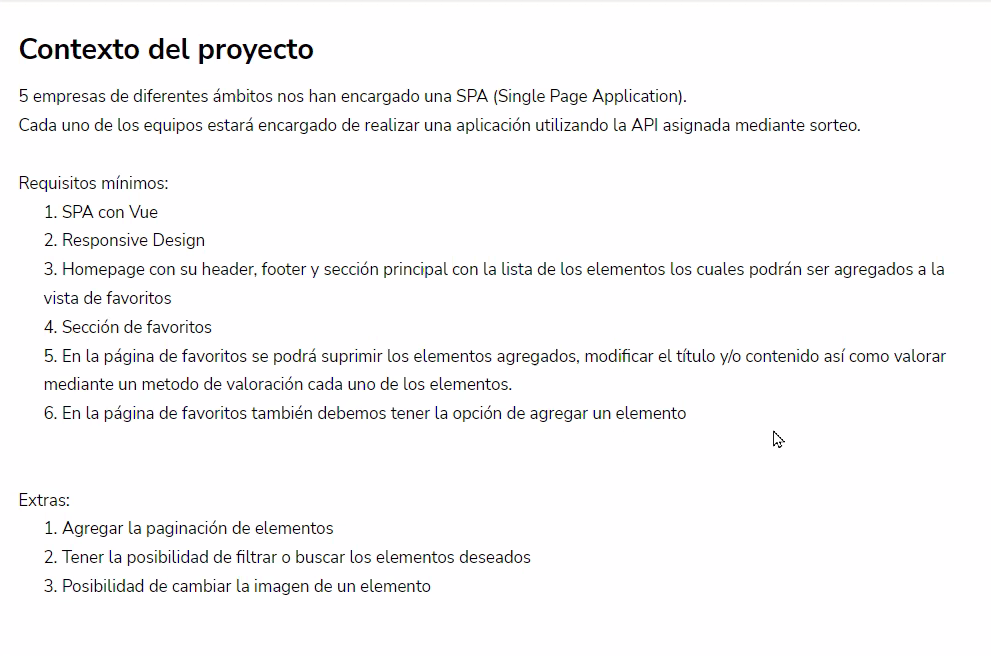 Contexto del proyecto
5 empresas de diferentes ámbitos nos han encargado una SPA (Single Page Application).
Cada uno de los equipos estará encargado de realizar una aplicación utilizando la API asignada mediante sorteo.
Requisitos mínimos:
1. SPA con Vue
2. Responsive Design
3. Homepage con su header, footer y sección principal con la lista de los elementos los cuales podrán ser agregados a la
vista de favoritos
4. Sección de favoritos
5. En la página de favoritos se podrá suprimir los elementos agregados, modificar el título y/o contenido así como valorar
mediante un metodo de valoración cada uno de los elementos.
6. En la página de favoritos también debemos tener la opción de agregar un elemento
Extras:
1. Agregar la paginación de elementos
2. Tener la posibilidad de filtrar o buscar los elementos deseados
3. Posibilidad de cambiar la imagen de un elemento